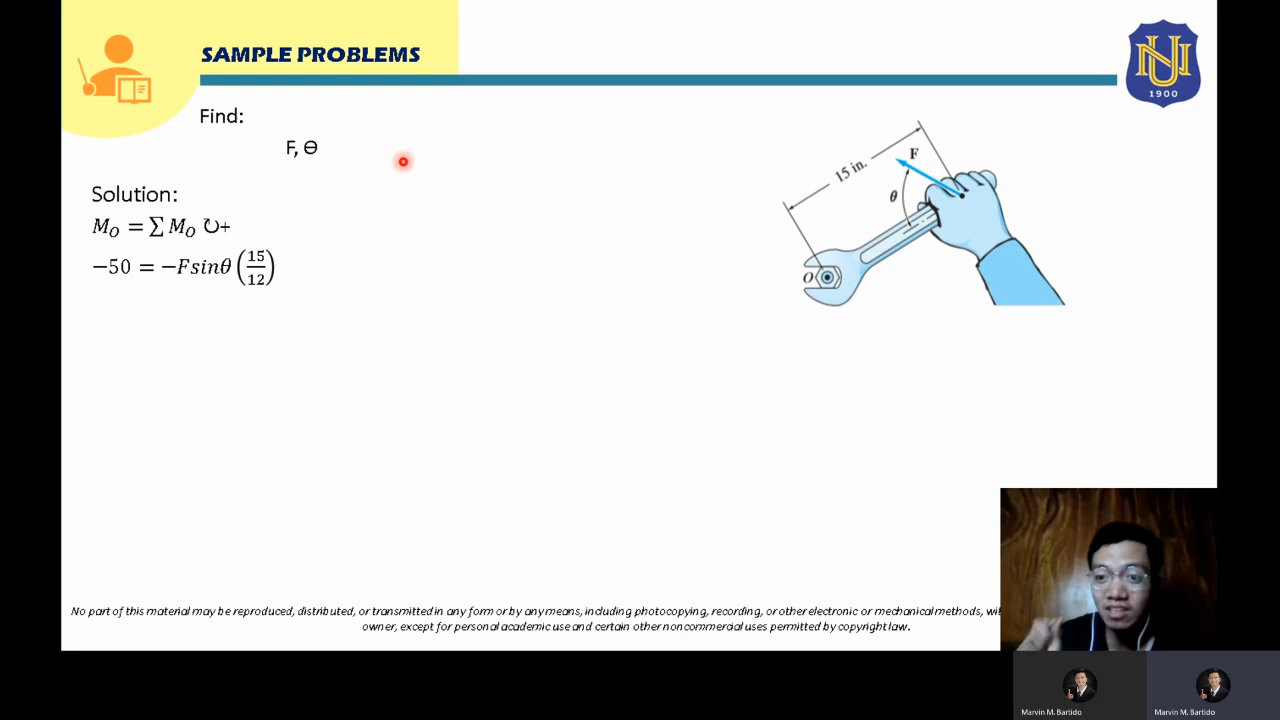 SAMPLE PROBLEMS
NU
1900
Find:
F, Ө
Solution:
M_O = ∑ M_O ↻+
−50 = −Fsinθ (15/12)
15 in.
F
θ
O
No part of this material may be reproduced, distributed, or transmitted in any form or by any means, including photocopying, recording, or other electronic or mechanical methods,
owner, except for personal academic use and certain other noncommercial uses permitted by copyright law.
Marvin M. Bartido
Marvin M. Bartido